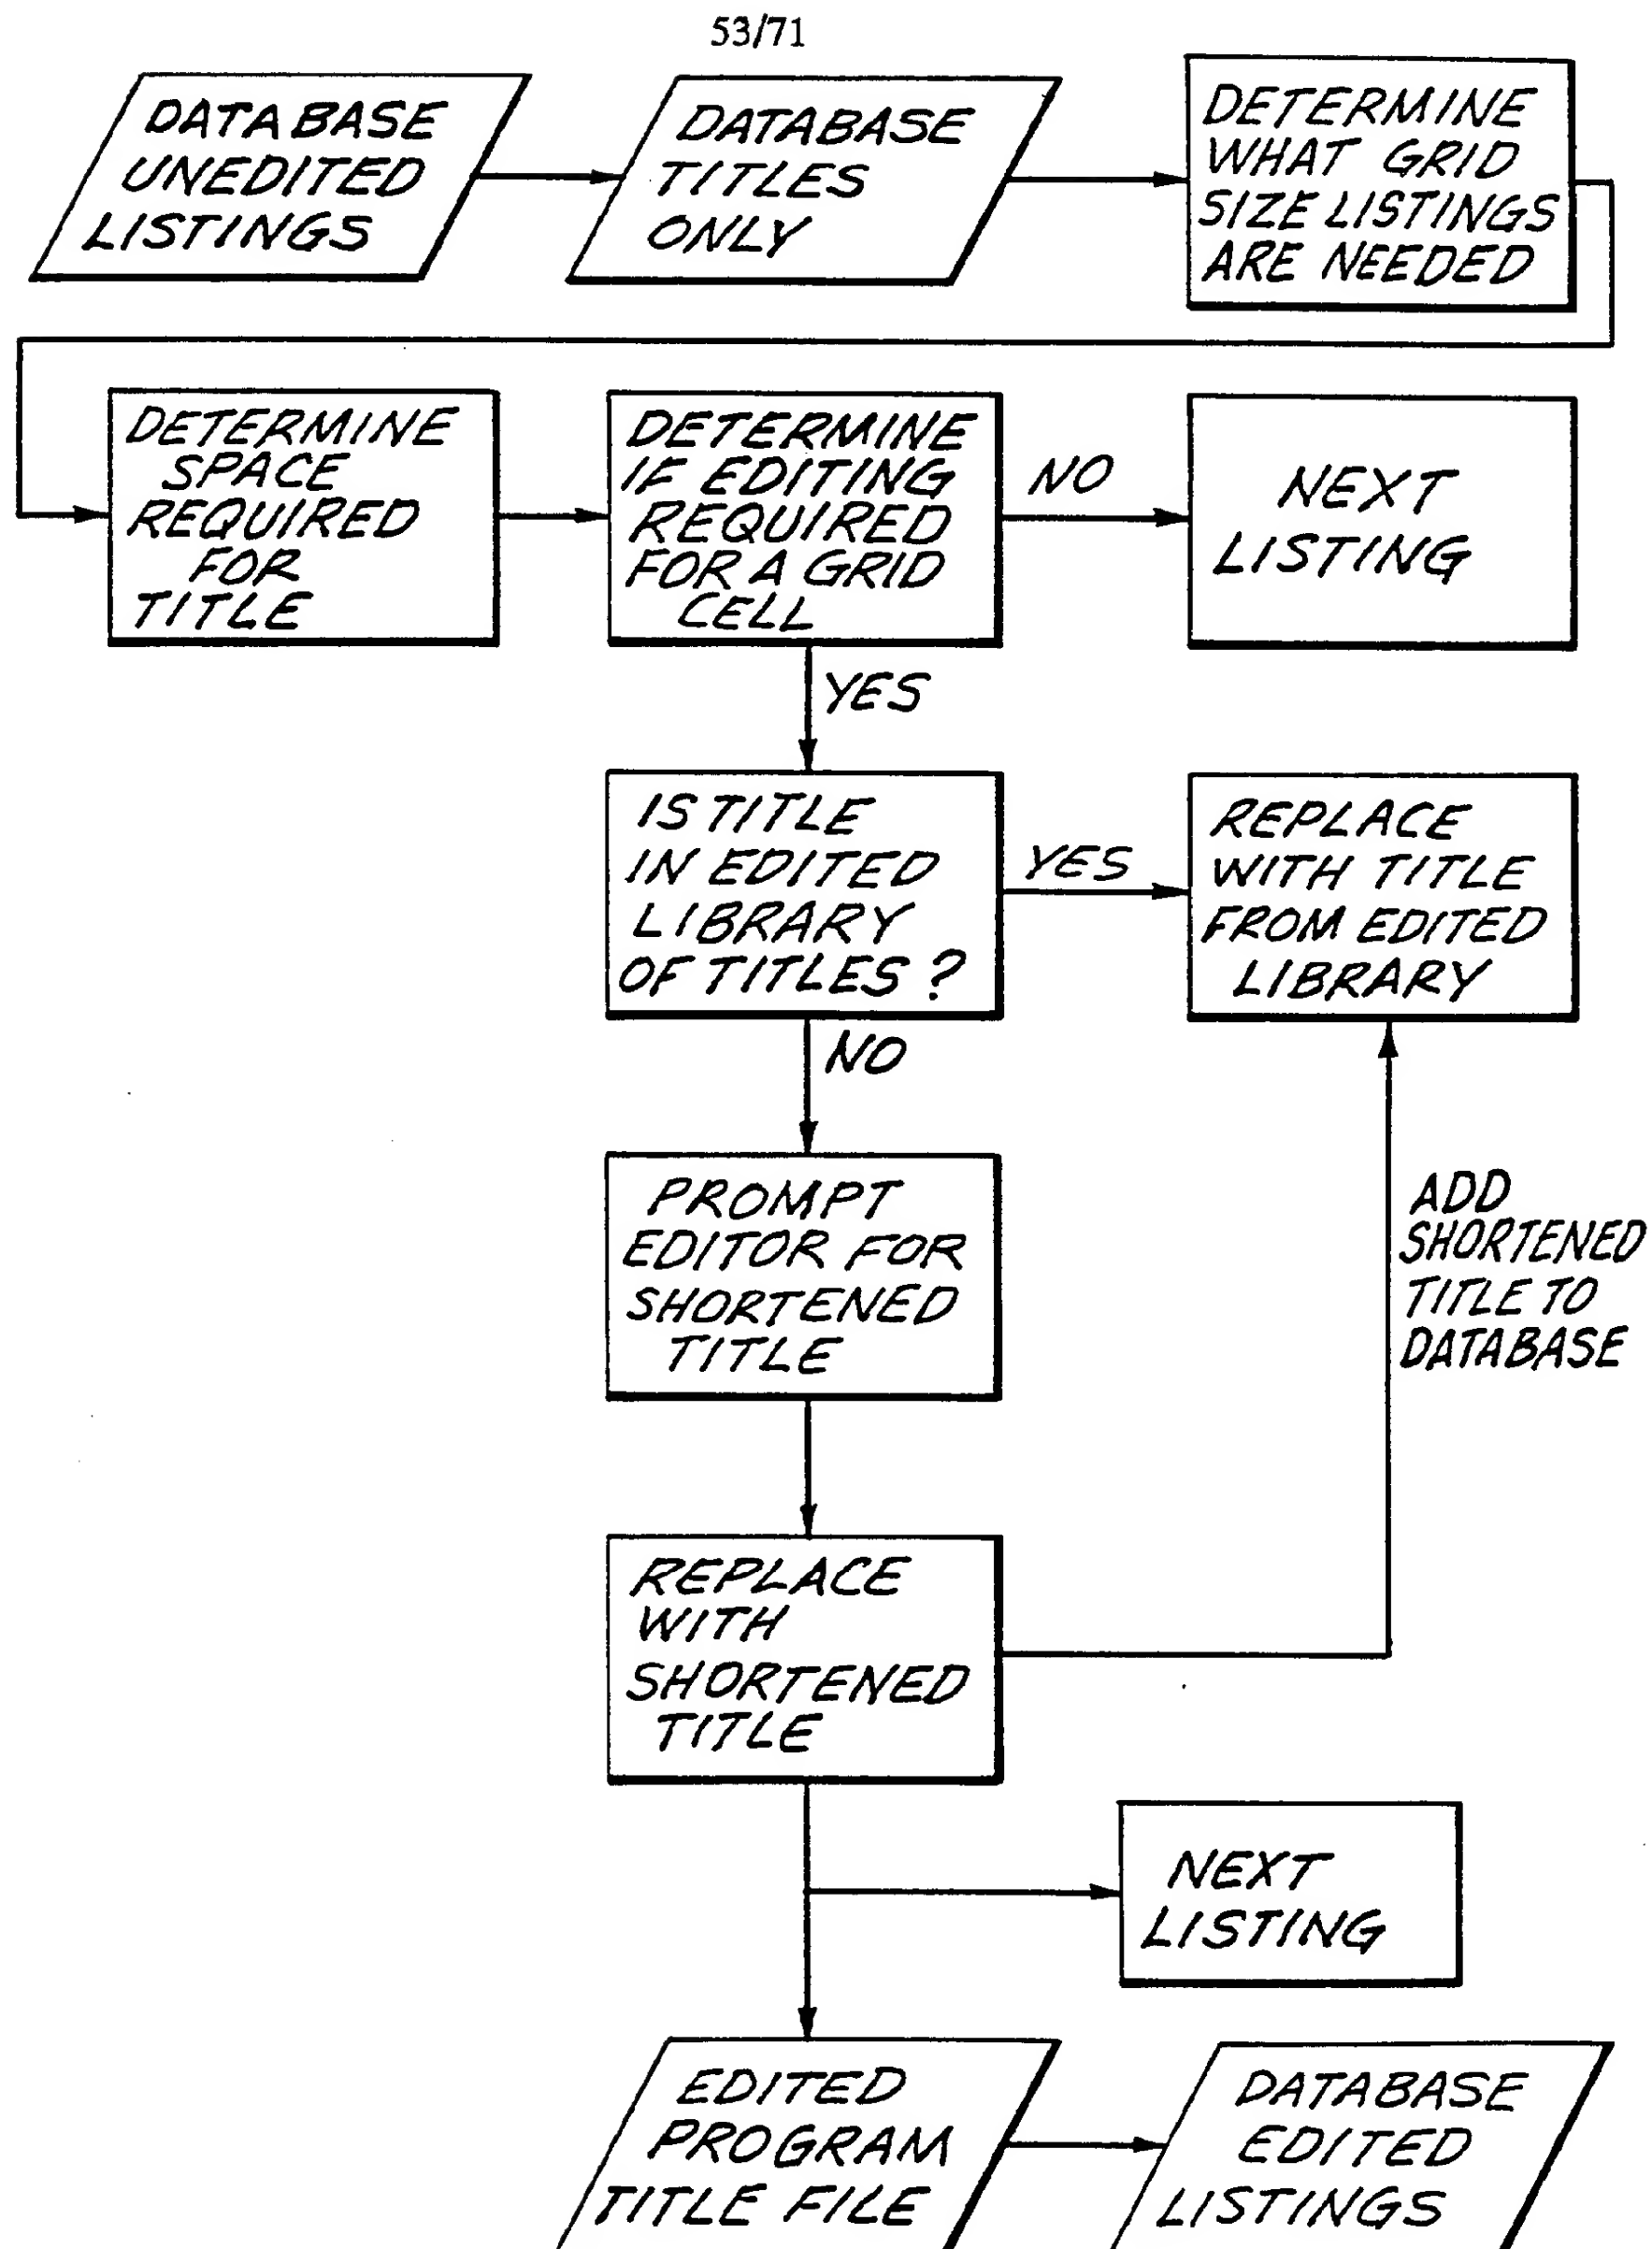 53/71
DATABASE
UNEDITED
LISTINGS
DATABASE
TITLES
ONLY
DETERMINE
WHAT GRID
SIZE LISTINGS
ARE NEEDED
DETERMINE
SPACE
REQUIRED
FOR
TITLE
DETERMINE
IF EDITING
REQUIRED
FOR A GRID
CELL
NO
NEXT
LISTING
YES
IS TITLE
IN EDITED
LIBRARY
OF TITLES?
YES
REPLACE
WITH TITLE
FROM EDITED
LIBRARY
NO
PROMPT
EDITOR FOR
SHORTENED
TITLE
ADD
SHORTENED
TITLE TO
DATABASE
REPLACE
WITH
SHORTENED
TITLE
NEXT
LISTING
EDITED
PROGRAM
TITLE FILE
DATABASE
EDITED
LISTINGS